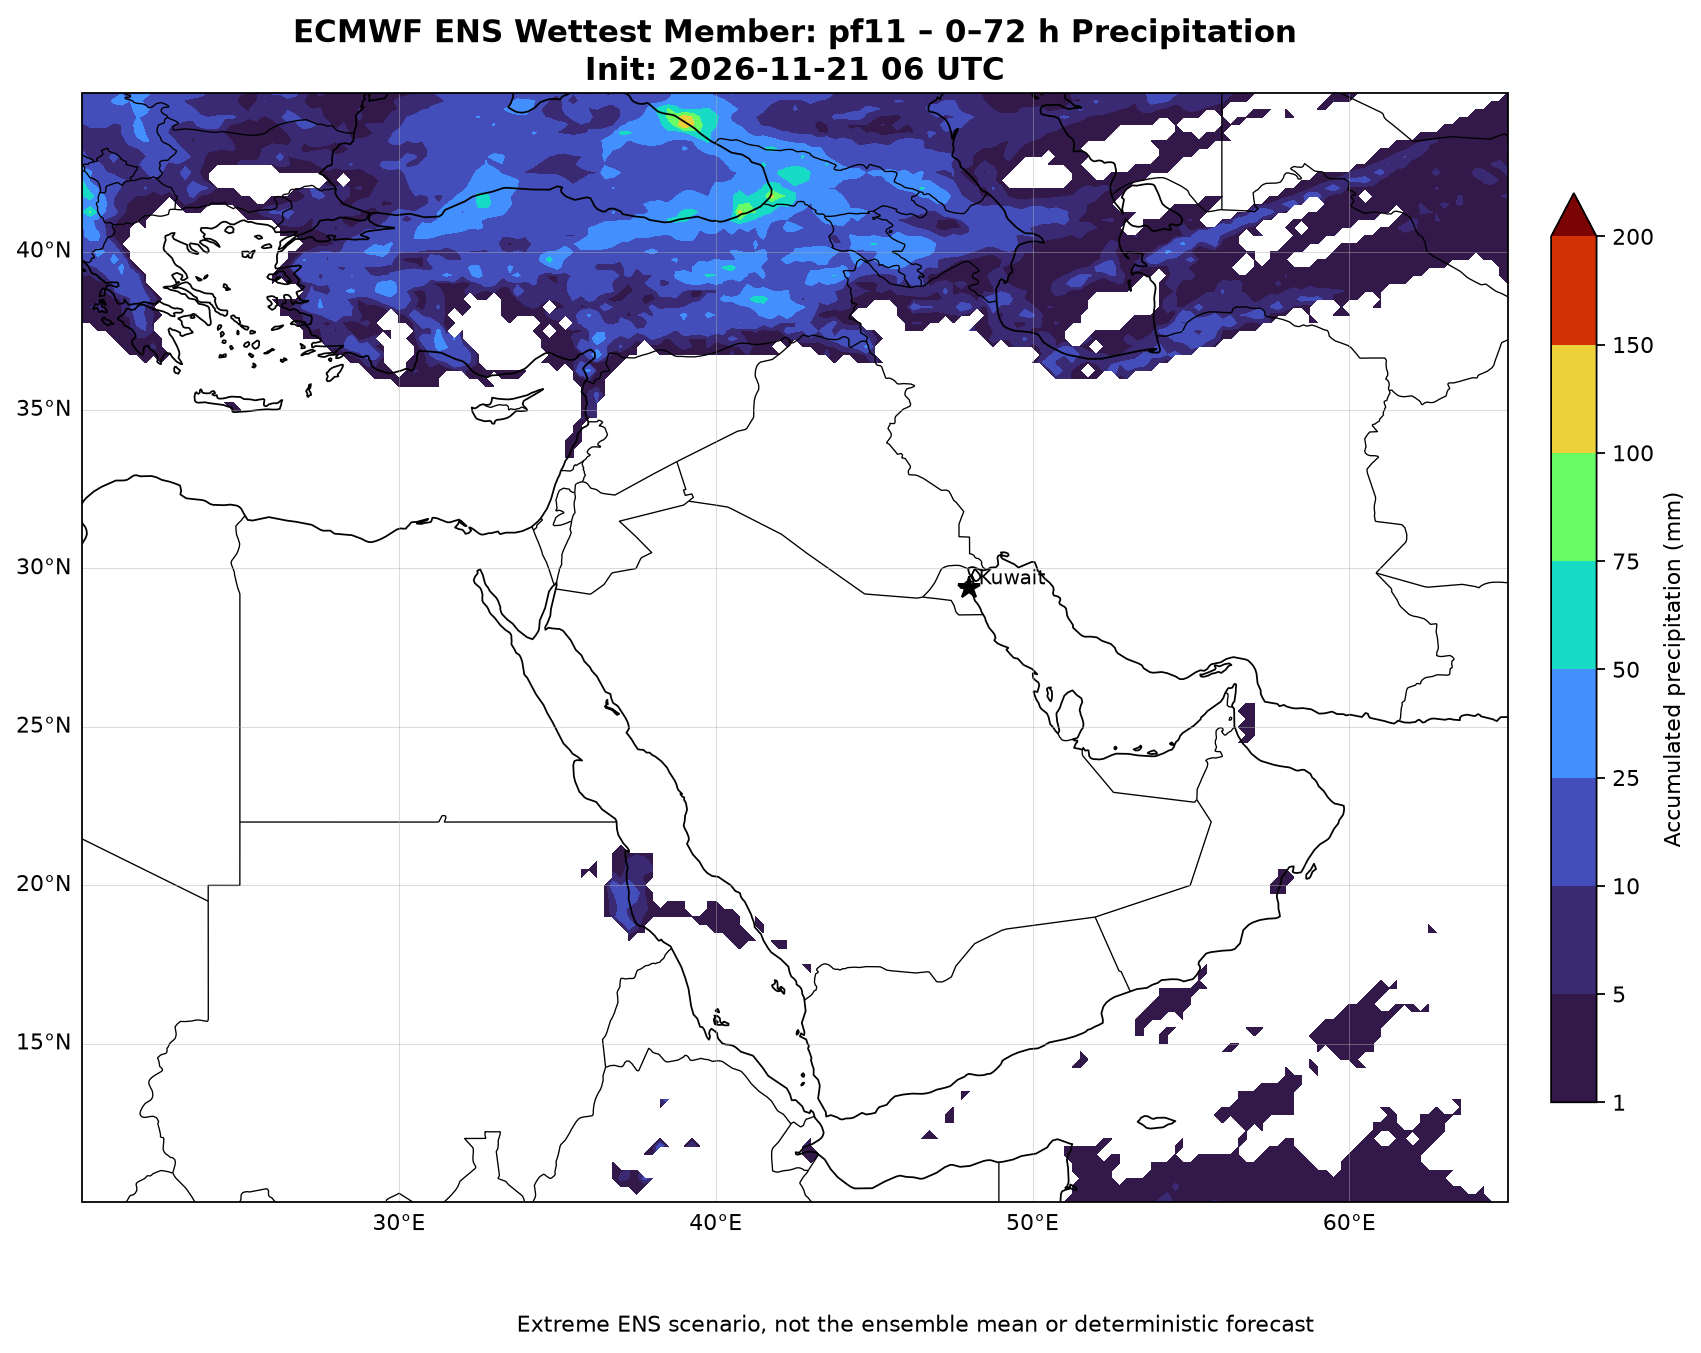 ECMWF ENS Wettest Member: pf11 – 0–72 h Precipitation
Init: 2026-11-21 06 UTC
40°N
35°N
30°N
25°N
20°N
15°N
30°E
40°E
50°E
60°E
Kuwait
200
150
100
75
50
25
10
5
1
Accumulated precipitation (mm)
Extreme ENS scenario, not the ensemble mean or deterministic forecast